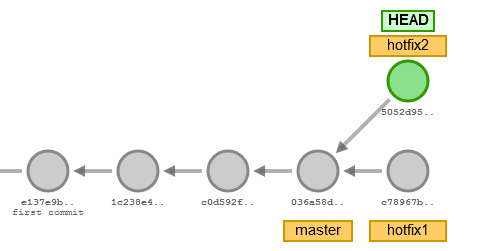 HEAD
hotfix2
5052d95..
e137e9b..
first commit
1c238e4..
c0d592f..
036a58d..
c78967b..
master
hotfix1